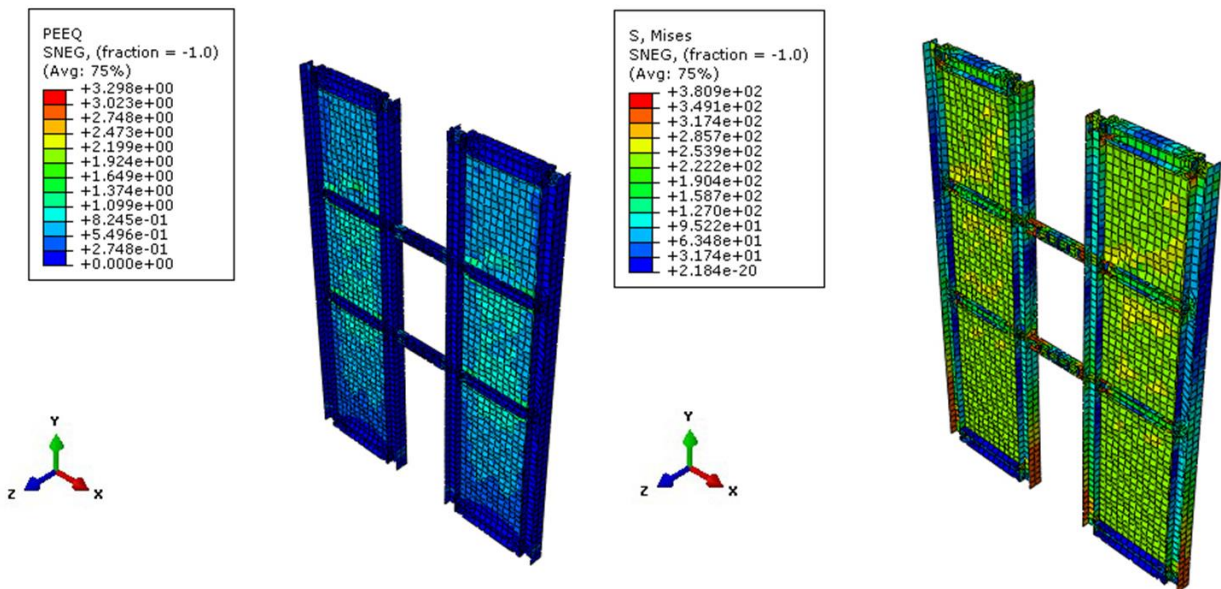 PEEQ
SNEG, (fraction = -1.0)
(Avg: 75%)
+3.298e+00
+3.023e+00
+2.748e+00
+2.473e+00
+2.199e+00
+1.924e+00
+1.649e+00
+1.374e+00
+1.099e+00
+8.245e-01
+5.496e-01
+2.748e-01
+0.000e+00
Y
Z
X
S, Mises
SNEG, (fraction = -1.0)
(Avg: 75%)
+3.809e+02
+3.491e+02
+3.174e+02
+2.857e+02
+2.539e+02
+2.222e+02
+1.904e+02
+1.587e+02
+1.270e+02
+9.522e+01
+6.348e+01
+3.174e+01
+2.184e-20
Y
Z
X